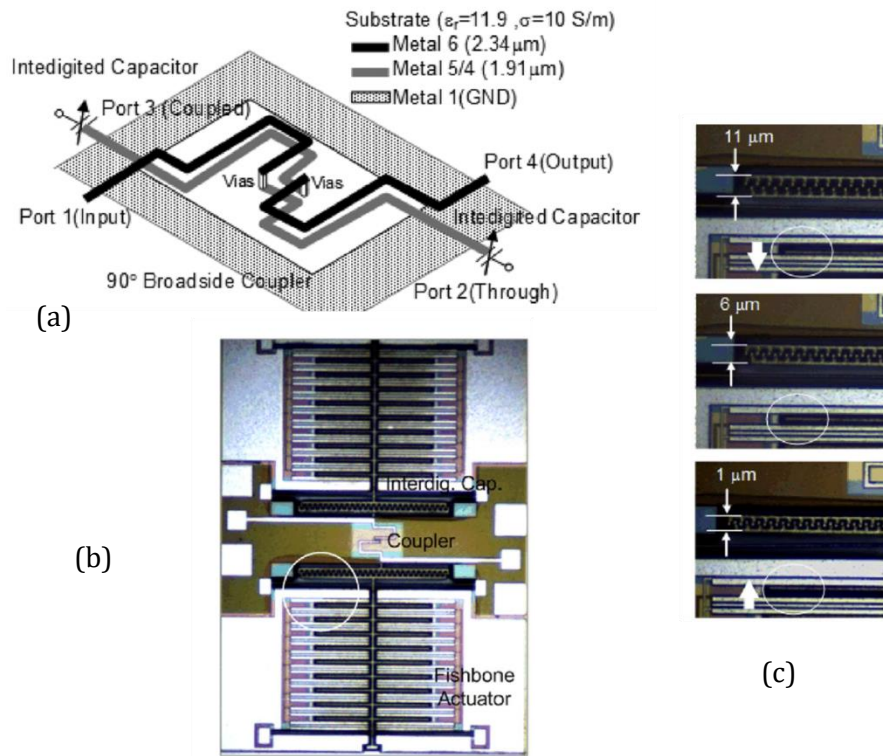 Substrate (εr=11.9 ,σ=10 S/m)
Metal 6 (2.34 μm)
Metal 5/4 (1.91μm)
Metal 1(GND)
Intedigited Capacitor
Port 3 (Coupled)
Port 4(Output)
Vias
Vias
Port 1(Input)
Intedigited Capacitor
90° Broadside Coupler
Port 2(Through)
(a)
Interdig. Cap.
Coupler
Fishbone
Actuator
(b)
11 μm
6 μm
1 μm
(c)